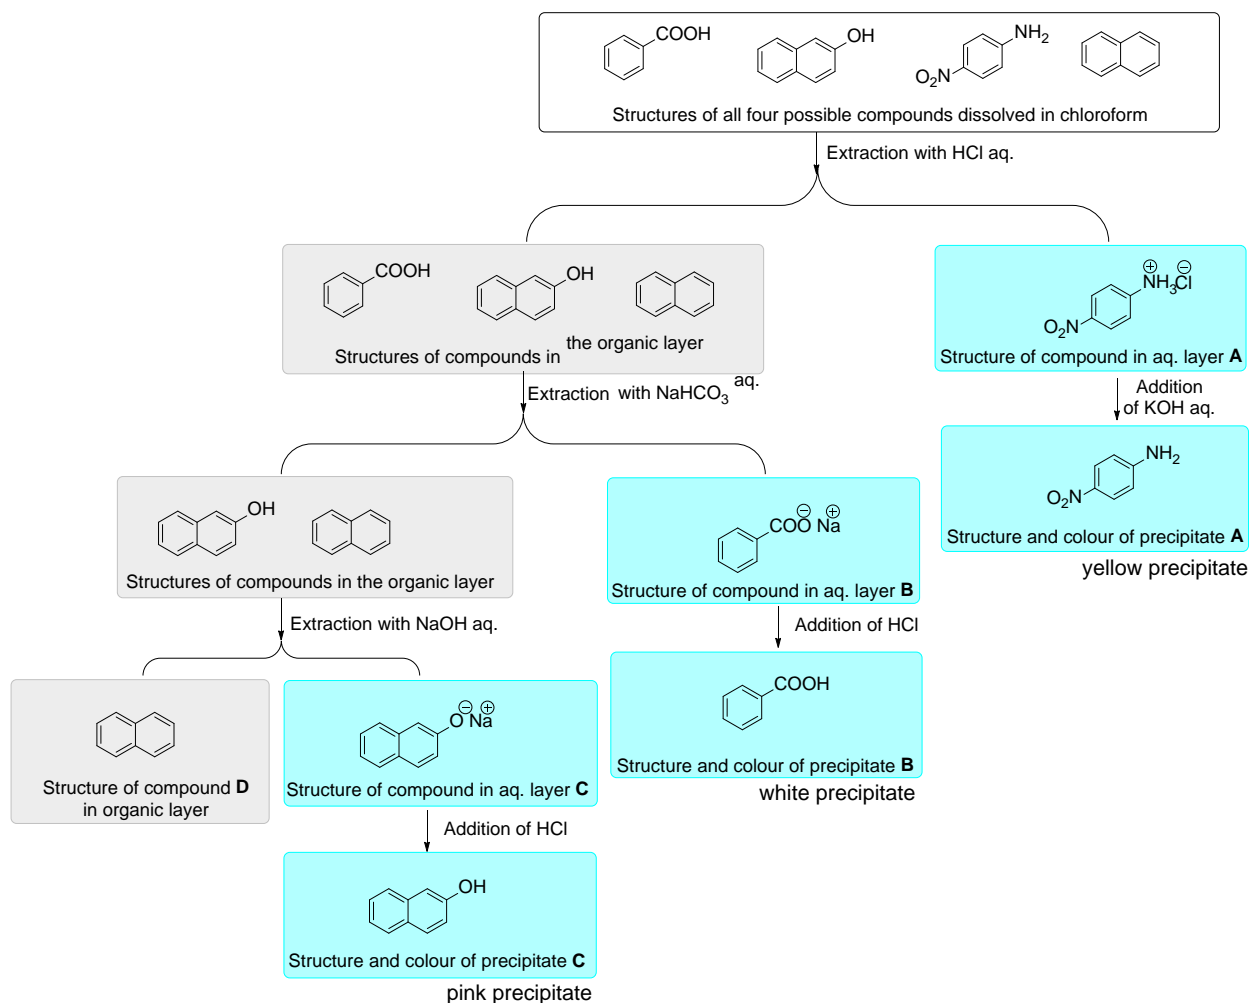 COOH
OH
NH2
O2N
Structures of all four possible compounds dissolved in chloroform
Extraction with HCl aq.
COOH
OH
Structures of compounds in the organic layer
⊕ ⊖
NH3Cl
O2N
Structure of compound in aq. layer A
Extraction with NaHCO3 aq.
Addition
of KOH aq.
NH2
O2N
Structure and colour of precipitate A
yellow precipitate
OH
Structures of compounds in the organic layer
⊖ ⊕
COO Na
Structure of compound in aq. layer B
Extraction with NaOH aq.
Addition of HCl
Structure of compound D
in organic layer
⊖ ⊕
O Na
Structure of compound in aq. layer C
COOH
Structure and colour of precipitate B
white precipitate
Addition of HCl
OH
Structure and colour of precipitate C
pink precipitate